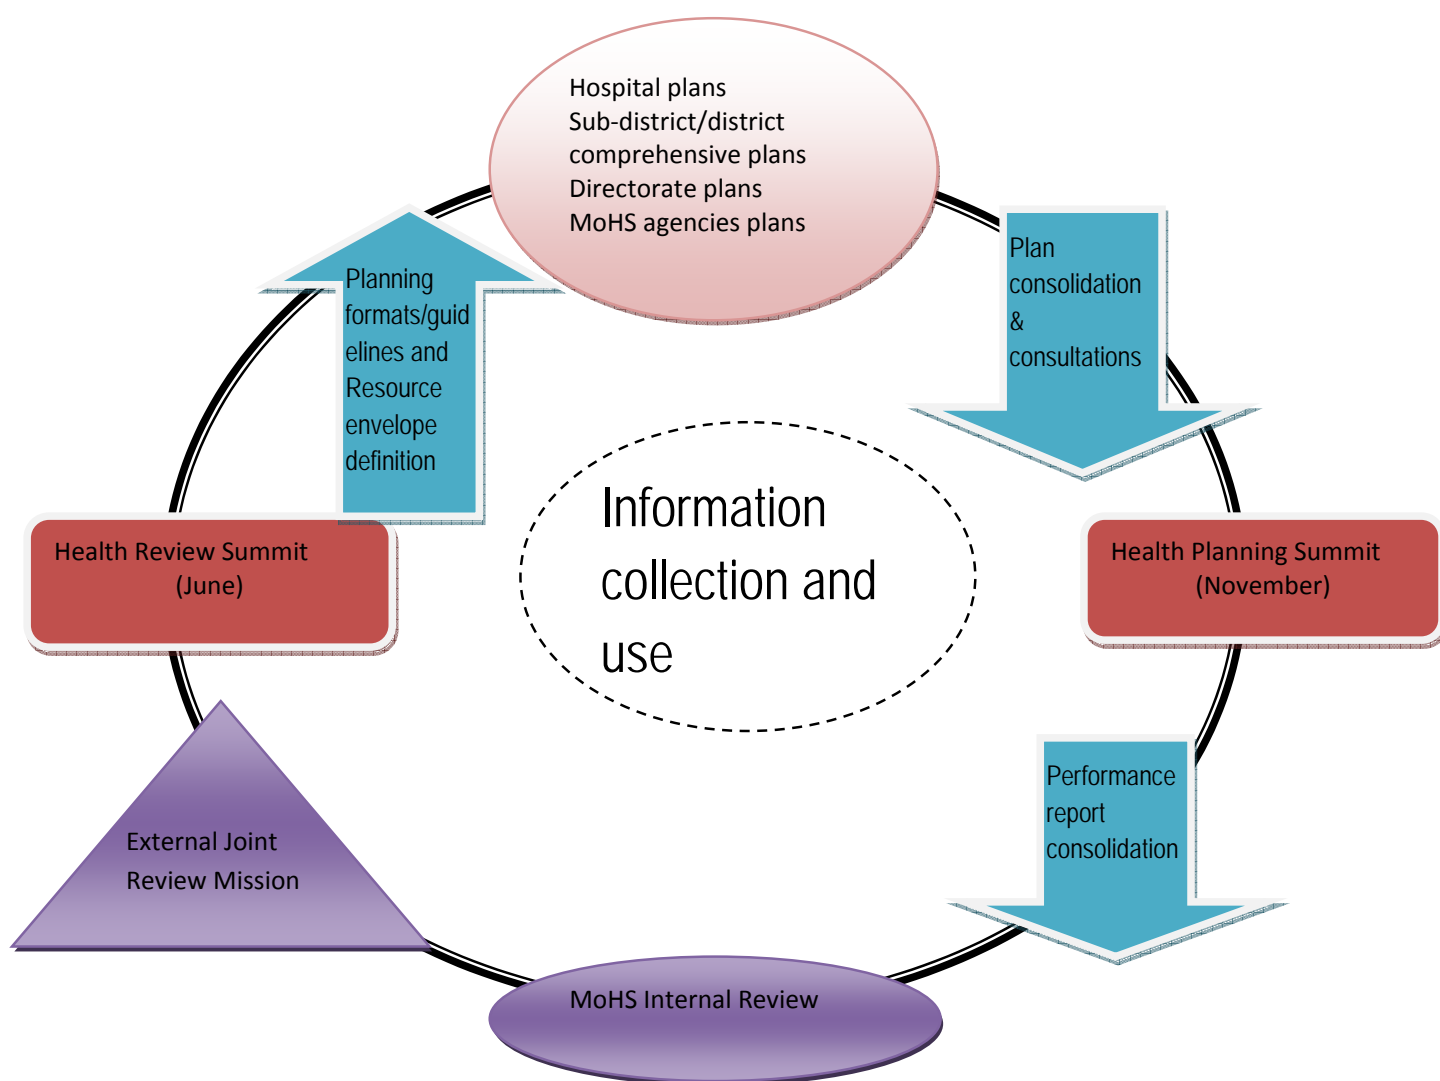 Hospital plans
Sub-district/district
comprehensive plans
Directorate plans
MoHS agencies plans
Planning
formats/guid
elines and
Resource
envelope
definition
Plan
consolidation
&
consultations
Information
collection and
use
Health Review Summit
(June)
Health Planning Summit
(November)
Performance
report
consolidation
External Joint
Review Mission
MoHS Internal Review